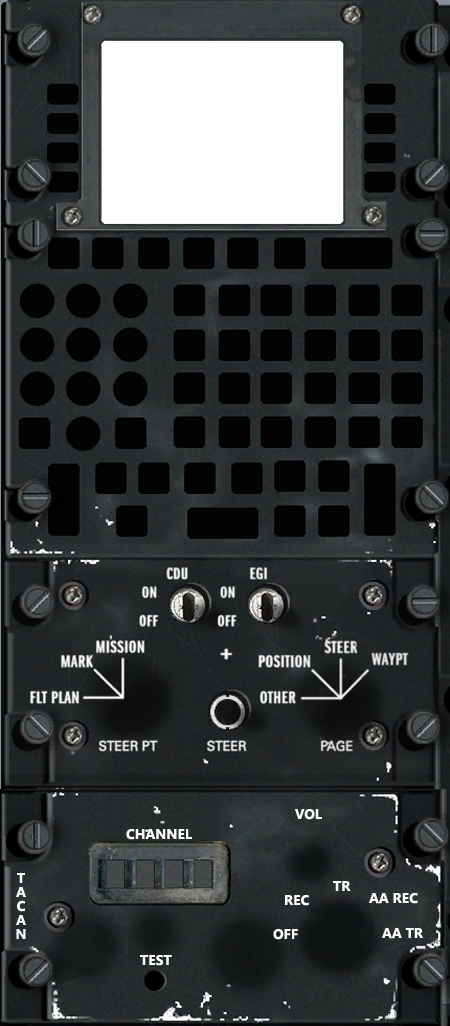 CDU EGI
ON ON
OFF OFF
MISSION STEER
MARK POSITION WAYPT
FLT PLAN OTHER
STEER PT STEER PAGE
VOL
CHANNEL
TACAN
TR
REC AA REC
OFF AA TR
TEST